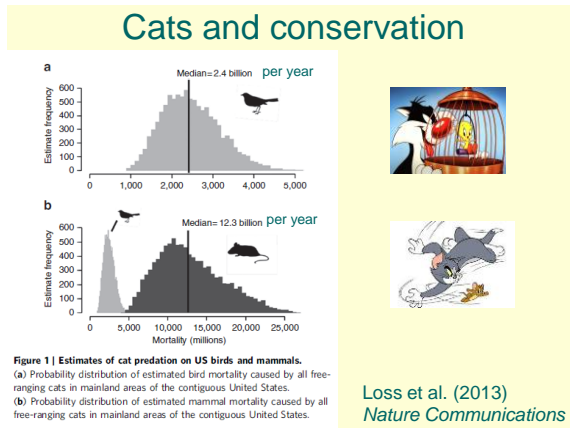 Cats and conservation
a
Median=2.4 billion per year
Estimate frequency
600
500
400
300
200
100
0
0 1,000 2,000 3,000 4,000 5,000
b
Median=12.3 billion per year
Estimate frequency
600
500
400
300
200
100
0
0 5,000 10,000 15,000 20,000 25,000
Mortality (millions)
Figure 1 | Estimates of cat predation on US birds and mammals.
(a) Probability distribution of estimated bird mortality caused by all free-
ranging cats in mainland areas of the contiguous United States.
(b) Probability distribution of estimated mammal mortality caused by all
free-ranging cats in mainland areas of the contiguous United States.
Loss et al. (2013)
Nature Communications